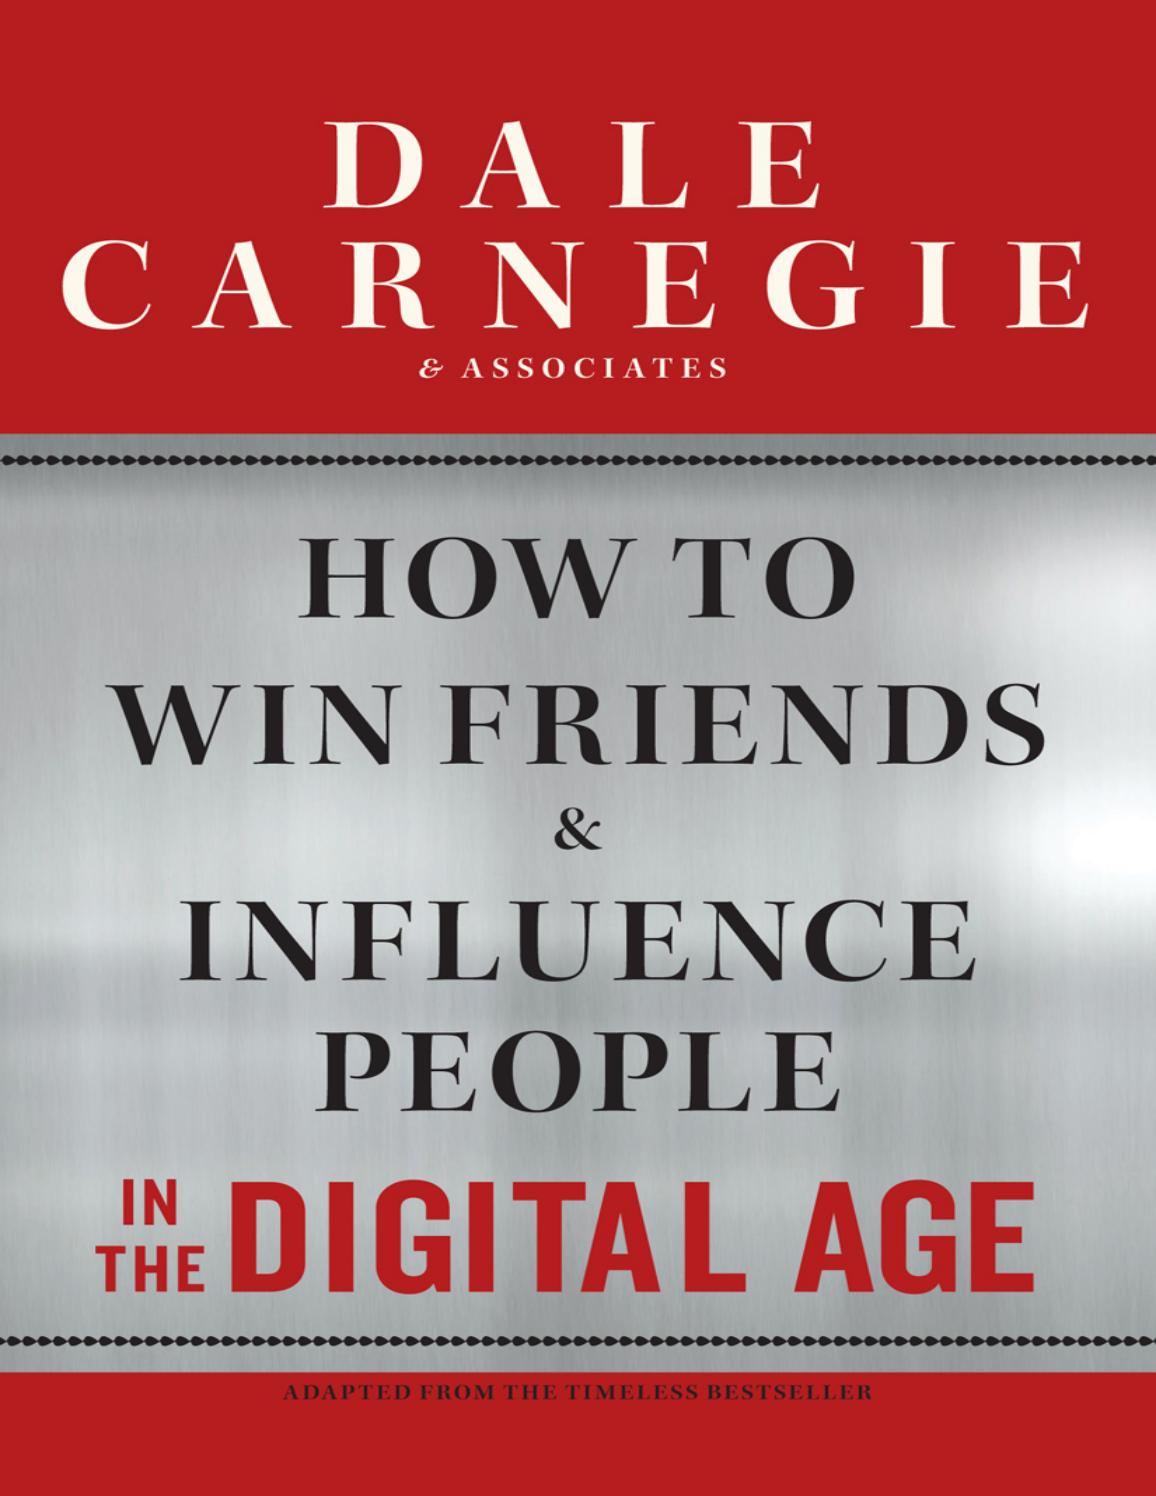 DALE
CARNEGIE
& ASSOCIATES
HOW TO
WIN FRIENDS
&
INFLUENCE
PEOPLE
IN
THE DIGITAL AGE
ADAPTED FROM THE TIMELESS BESTSELLER